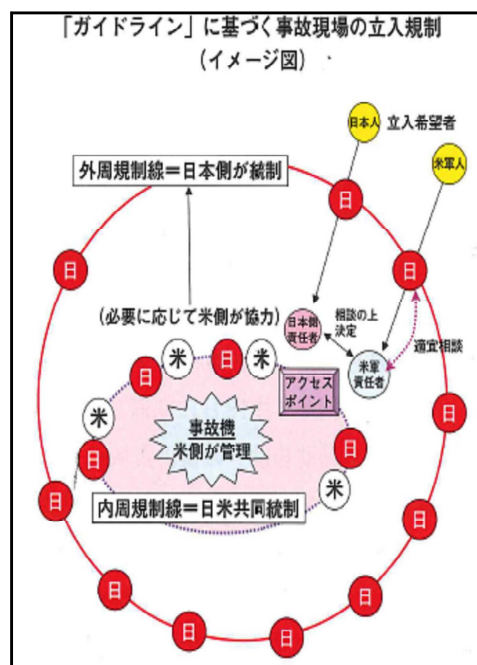 「ガイドライン」に基づく事故現場の立入規制
(イメージ図)
日本人
立入希望者
米軍人
外周規制線＝日本側が統制
日
日
日
(必要に応じて米側が協力)
日本側
責任者
相談の上
決定
米軍
責任者
適宜相談
日
米
日
米
アクセス
ポイント
米
日
事故機
米側が管理
日
米
内周規制線＝日米共同統制
日
日
日
日
日
日
日